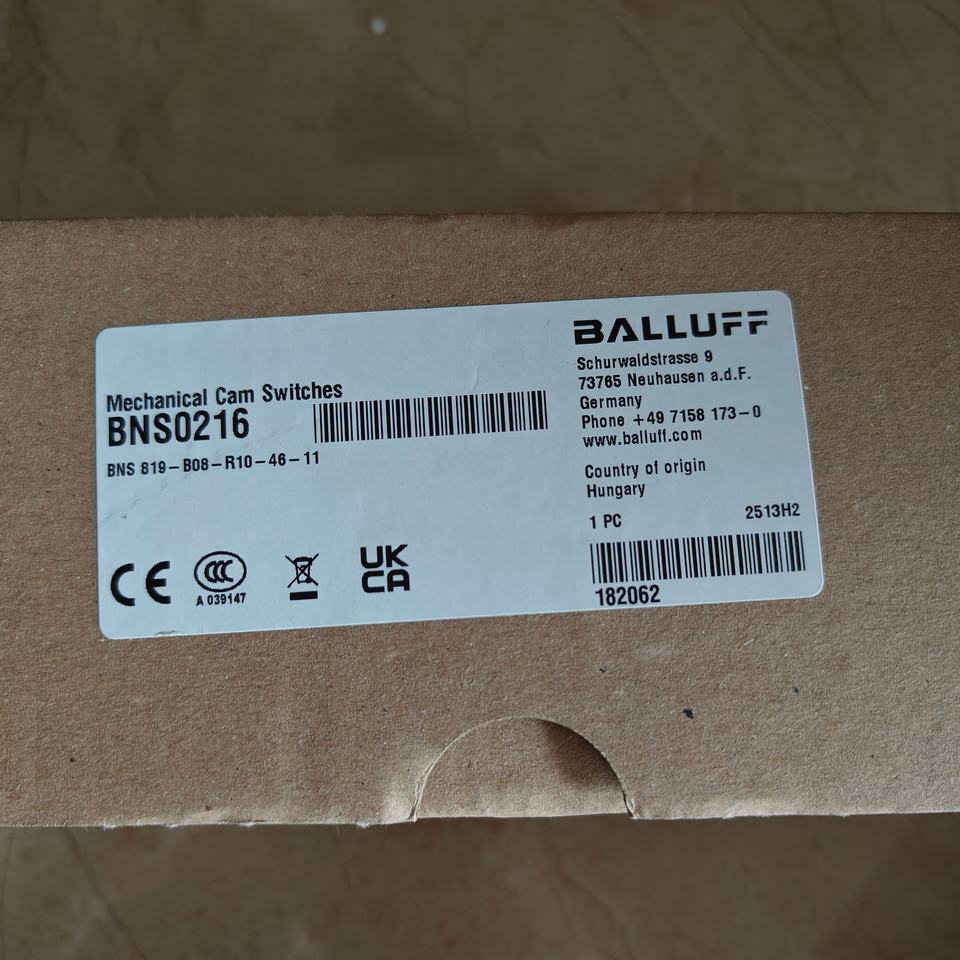 Mechanical Cam Switches
BNS0216
BNS 819-B08-R10-46-11
CE
CCC
A 039147
UK
CA
BALLUFF
Schurwaldstrasse 9
73765 Neuhausen a.d.F.
Germany
Phone +49 7158 173-0
www.balluff.com
Country of origin
Hungary
1 PC 2513H2
182062